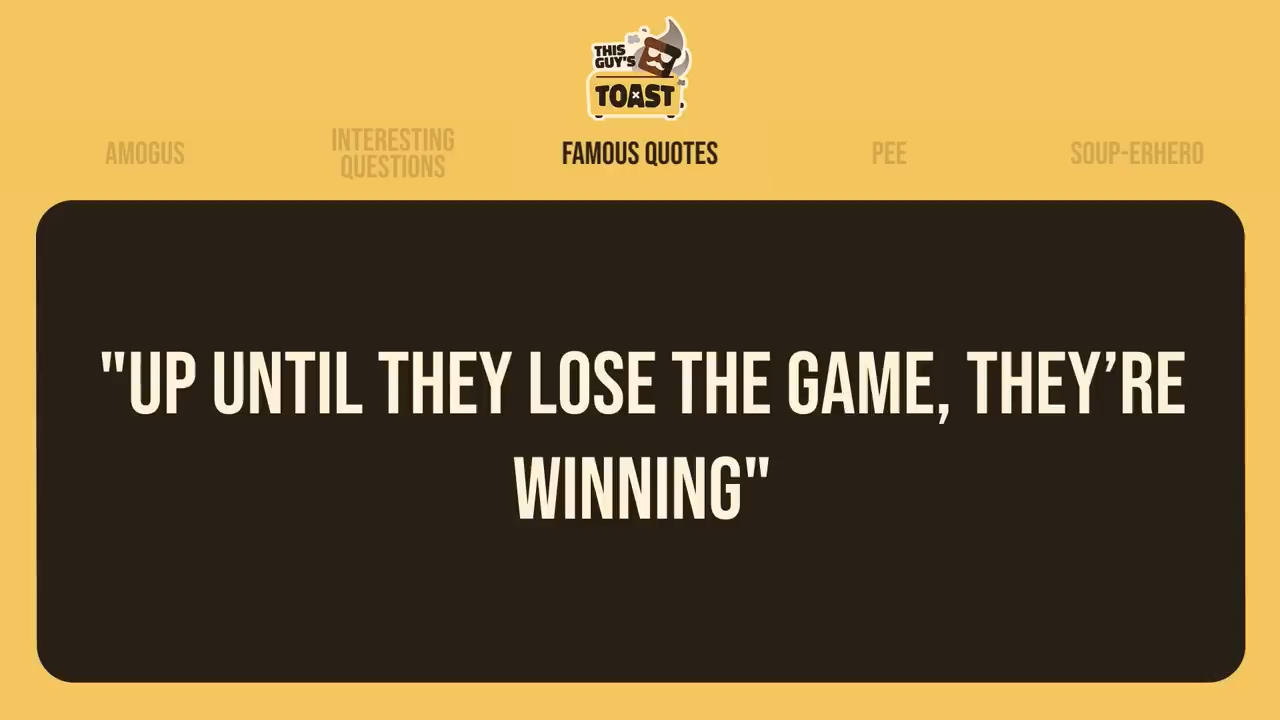 THIS
GUY'S
TOAST
AMOGUS
INTERESTING
QUESTIONS
FAMOUS QUOTES
PEE
SOUP-ERHERO
"UP UNTIL THEY LOSE THE GAME, THEY’RE
WINNING"